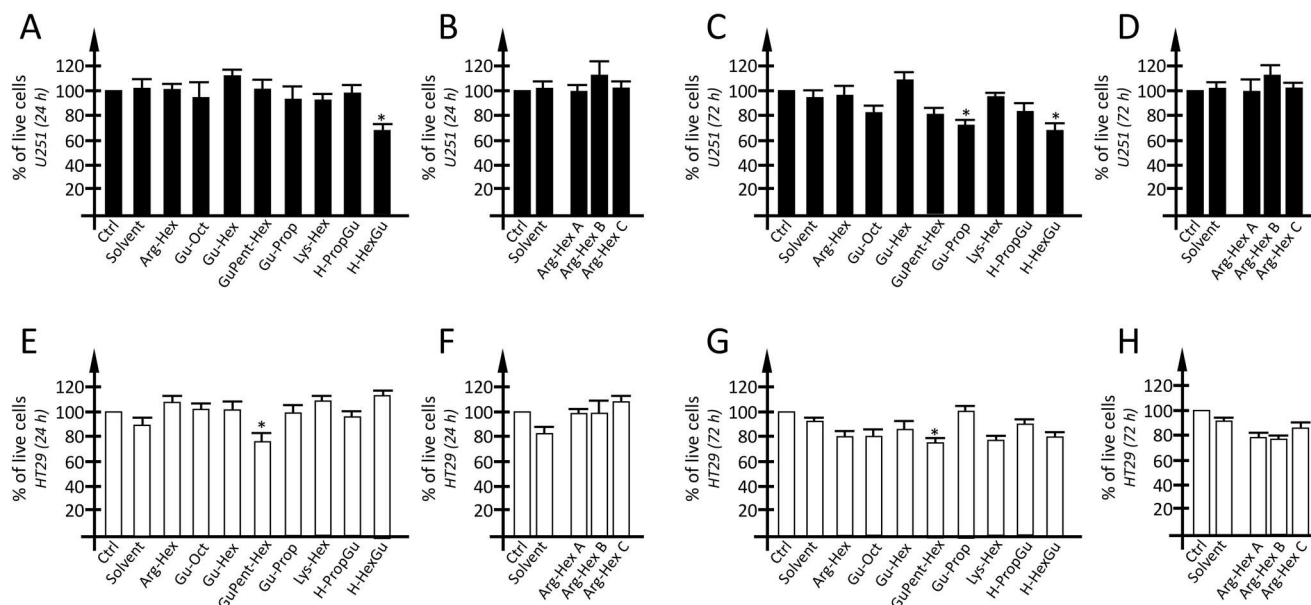 A
% of live cells
U251 (24 h)
120
100
80
60
40
20
Ctrl
Solvent
Arg-Hex
Gu-Oct
Gu-Hex
GuPent-Hex
Gu-Prop
Lys-Hex
H-PropGu
H-HexGu
*
B
% of live cells
U251 (24 h)
120
100
80
60
40
20
Ctrl
Solvent
Arg-Hex A
Arg-Hex B
Arg-Hex C
C
% of live cells
U251 (72 h)
120
100
80
60
40
20
Ctrl
Solvent
Arg-Hex
Gu-Oct
Gu-Hex
GuPent-Hex
Gu-Prop
Lys-Hex
H-PropGu
H-HexGu
*
*
D
% of live cells
U251 (72 h)
120
100
80
60
40
20
Ctrl
Solvent
Arg-Hex A
Arg-Hex B
Arg-Hex C
E
% of live cells
HT29 (24 h)
120
100
80
60
40
20
Ctrl
Solvent
Arg-Hex
Gu-Oct
Gu-Hex
GuPent-Hex
Gu-Prop
Lys-Hex
H-PropGu
H-HexGu
*
F
% of live cells
HT29 (24 h)
120
100
80
60
40
20
Ctrl
Solvent
Arg-Hex A
Arg-Hex B
Arg-Hex C
G
% of live cells
HT29 (72 h)
120
100
80
60
40
20
Ctrl
Solvent
Arg-Hex
Gu-Oct
Gu-Hex
GuPent-Hex
Gu-Prop
Lys-Hex
H-PropGu
H-HexGu
*
H
% of live cells
HT29 (72 h)
120
100
80
60
40
20
Ctrl
Solvent
Arg-Hex A
Arg-Hex B
Arg-Hex C